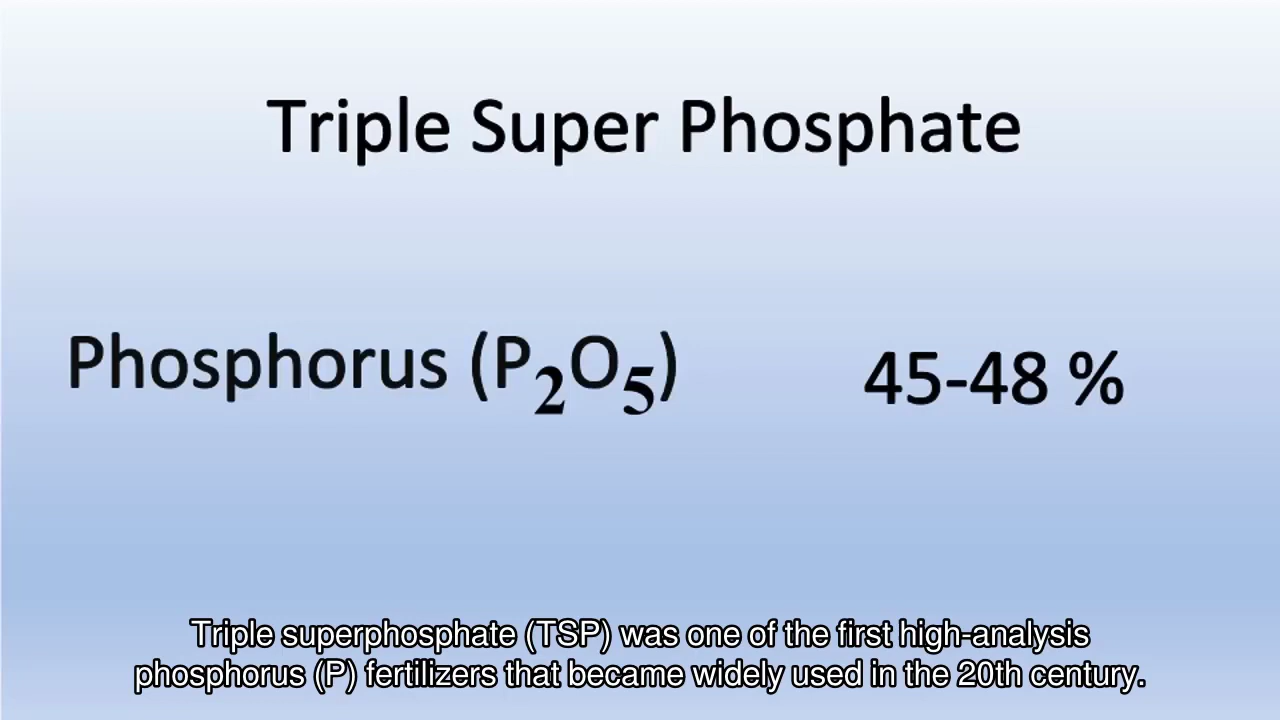 Triple Super Phosphate
Phosphorus (P₂O₅) 45-48 %
Triple superphosphate (TSP) was one of the first high-analysis
phosphorus (P) fertilizers that became widely used in the 20th century.